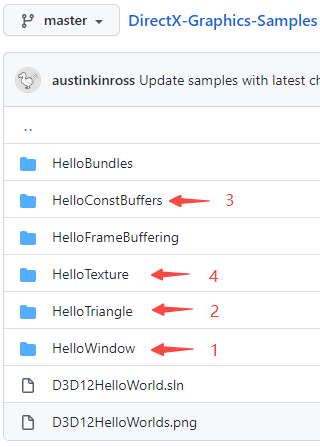 master DirectX-Graphics-Samples
austinkinross Update samples with latest ch
..
HelloBundles
HelloConstBuffers 3
HelloFrameBuffering
HelloTexture 4
HelloTriangle 2
HelloWindow 1
D3D12HelloWorld.sln
D3D12HelloWorlds.png